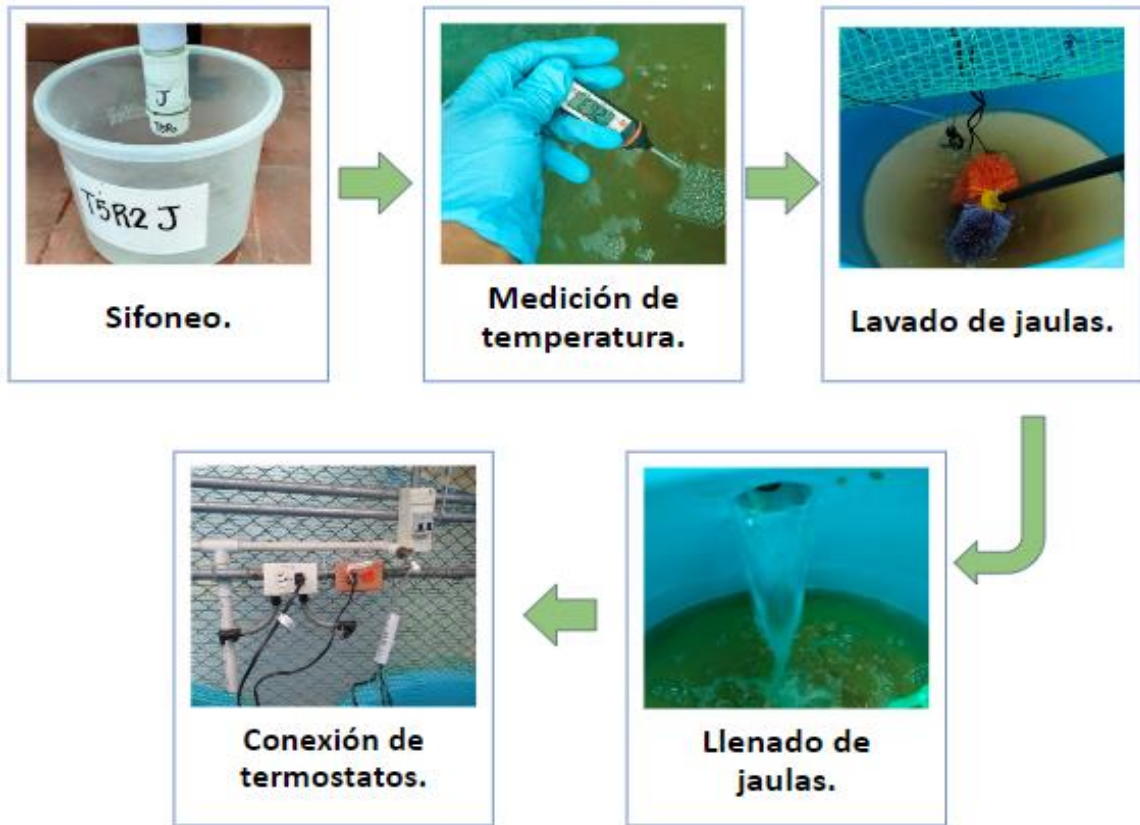 J
T5R2 J
Sifoneo.
Medición de
temperatura.
Lavado de jaulas.
Conexión de
termostatos.
Llenado de
jaulas.